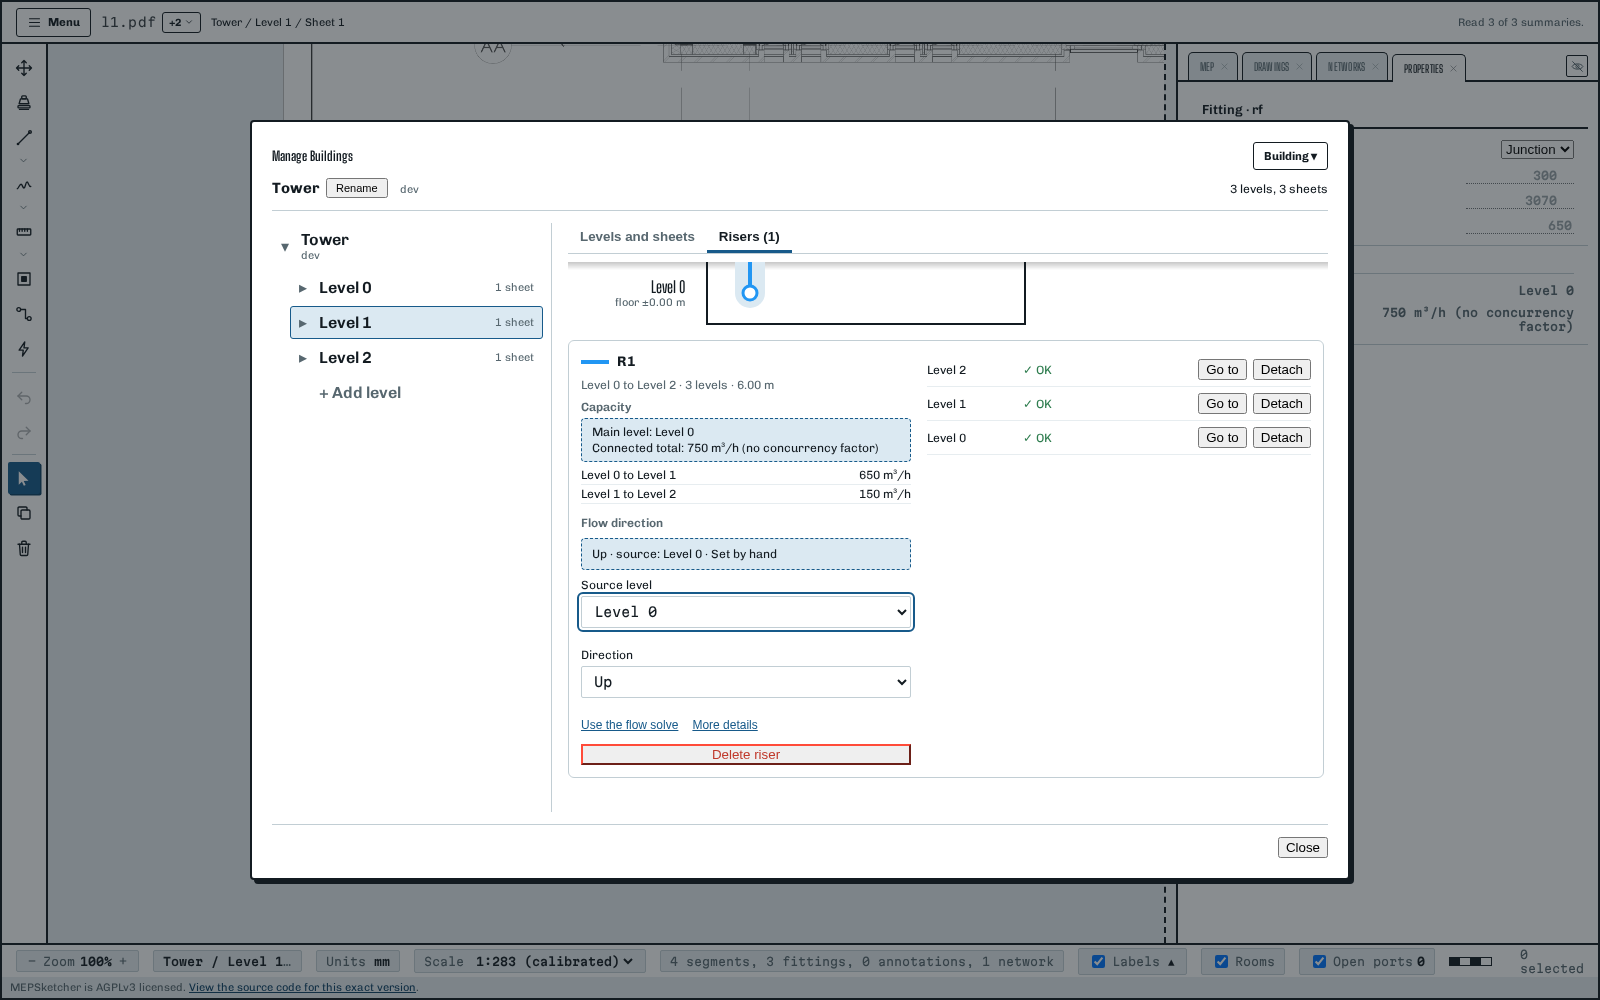 Menu
l1.pdf
+2
Tower / Level 1 / Sheet 1
Read 3 of 3 summaries.
AA
MEP ×
DRAWINGS ×
NETWORKS ×
PROPERTIES ×
Fitting · rf
Junction
300
3070
650
Level 0
750 m³/h (no concurrency
factor)
Manage Buildings
Building ▾
Tower
Rename
dev
3 levels, 3 sheets
▼ Tower
dev
▶ Level 0 1 sheet
▶ Level 1 1 sheet
▶ Level 2 1 sheet
+ Add level
Levels and sheets
Risers (1)
Level 0
floor ±0.00 m
R1
Level 0 to Level 2 · 3 levels · 6.00 m
Capacity
Main level: Level 0
Connected total: 750 m³/h (no concurrency factor)
Level 0 to Level 1 650 m³/h
Level 1 to Level 2 150 m³/h
Flow direction
Up · source: Level 0 · Set by hand
Source level
Level 0
Direction
Up
Use the flow solve
More details
Delete riser
Level 2 ✓ OK Go to Detach
Level 1 ✓ OK Go to Detach
Level 0 ✓ OK Go to Detach
Close
− Zoom 100% +
Tower / Level 1…
Units mm
Scale 1:283 (calibrated)
4 segments, 3 fittings, 0 annotations, 1 network
Labels ▲
Rooms
Open ports 0
0
selected
MEPSketcher is AGPLv3 licensed. View the source code for this exact version.